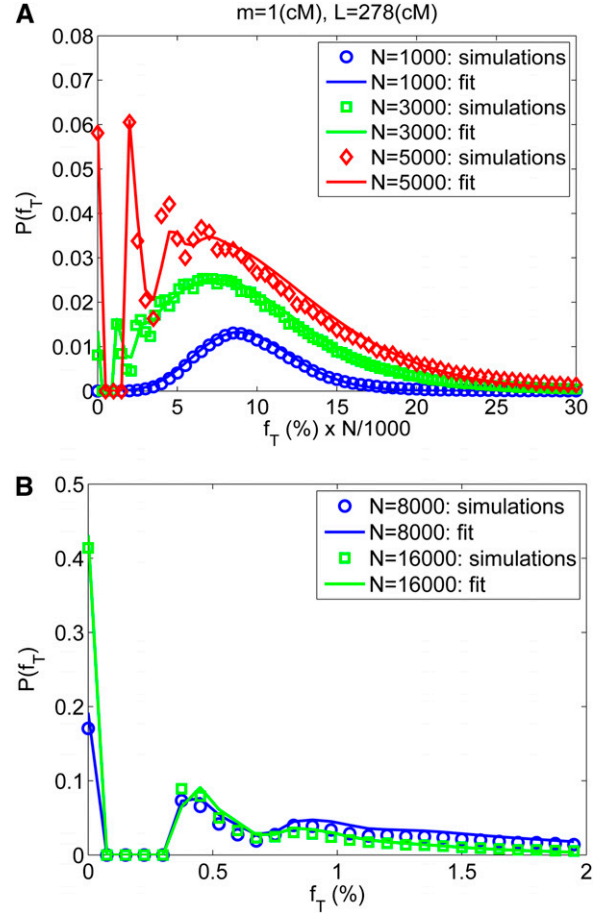 A
m=1(cM), L=278(cM)
0.08
0.07
0.06
0.05
0.04
0.03
0.02
0.01
0
P(f_T)
N=1000: simulations
N=1000: fit
N=3000: simulations
N=3000: fit
N=5000: simulations
N=5000: fit
0 5 10 15 20 25 30
f_T (%) x N/1000
B
0.5
0.4
0.3
0.2
0.1
0
P(f_T)
N=8000: simulations
N=8000: fit
N=16000: simulations
N=16000: fit
0 0.5 1 1.5 2
f_T (%)